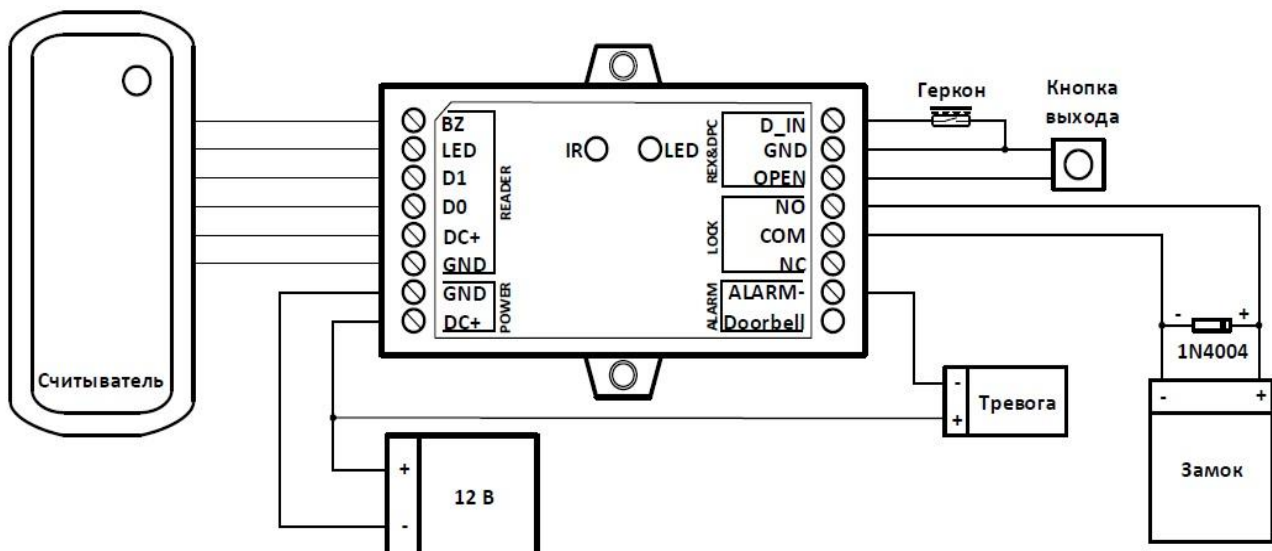 Считыватель
BZ
LED
D1
D0
DC+
GND
READER
GND
DC+
POWER
IR
LED
D_IN
GND
OPEN
REX&DPC
NO
COM
NC
LOCK
ALARM-
Doorbell
ALARM
Геркон
Кнопка
выхода
- +
1N4004
- +
Замок
-
+
Тревога
+
-
12 В